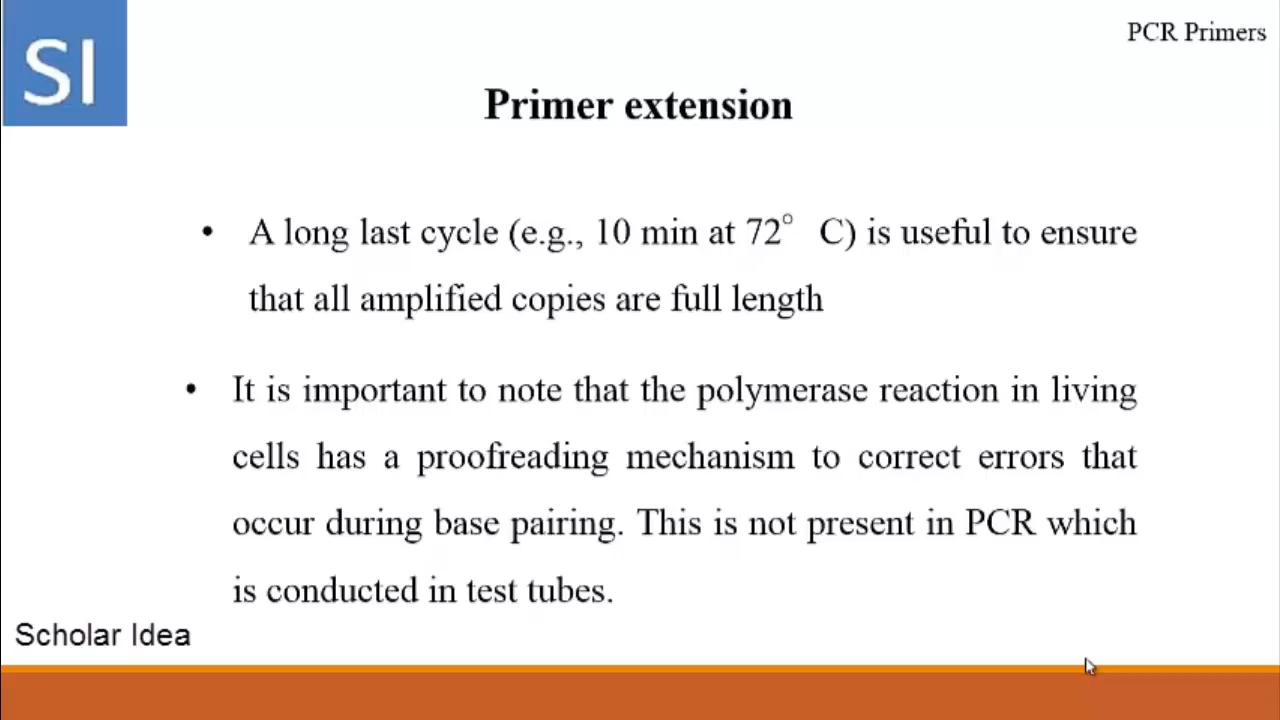 SI
PCR Primers
Primer extension
• A long last cycle (e.g., 10 min at 72° C) is useful to ensure
that all amplified copies are full length
• It is important to note that the polymerase reaction in living
cells has a proofreading mechanism to correct errors that
occur during base pairing. This is not present in PCR which
is conducted in test tubes.
Scholar Idea